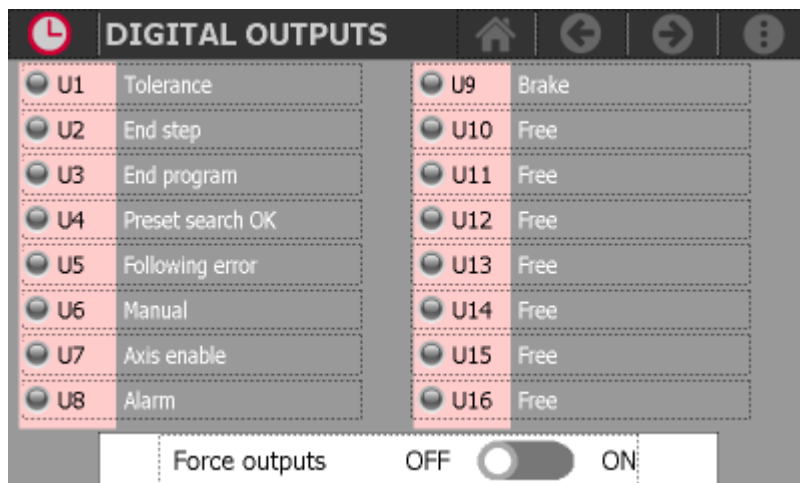 DIGITAL OUTPUTS
U1 Tolerance
U2 End step
U3 End program
U4 Preset search OK
U5 Following error
U6 Manual
U7 Axis enable
U8 Alarm
U9 Brake
U10 Free
U11 Free
U12 Free
U13 Free
U14 Free
U15 Free
U16 Free
Force outputs OFF ON